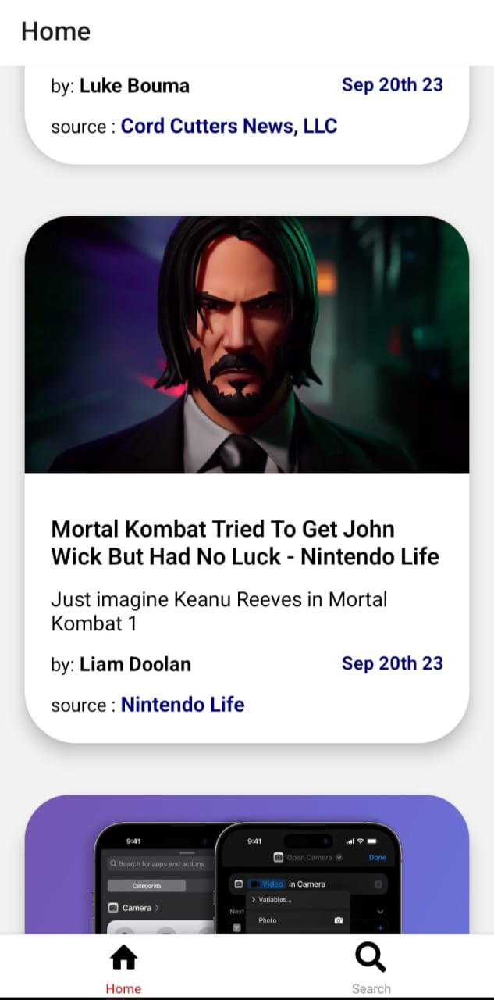 Home
by: Luke Bouma Sep 20th 23
source : Cord Cutters News, LLC
Mortal Kombat Tried To Get John
Wick But Had No Luck - Nintendo Life
Just imagine Keanu Reeves in Mortal
Kombat 1
by: Liam Doolan Sep 20th 23
source : Nintendo Life
9:41
Search for apps and actions
Categories
Camera >
9:41
Open Camera Done
Video in Camera
> Variables...
Next
Photo
Home Search